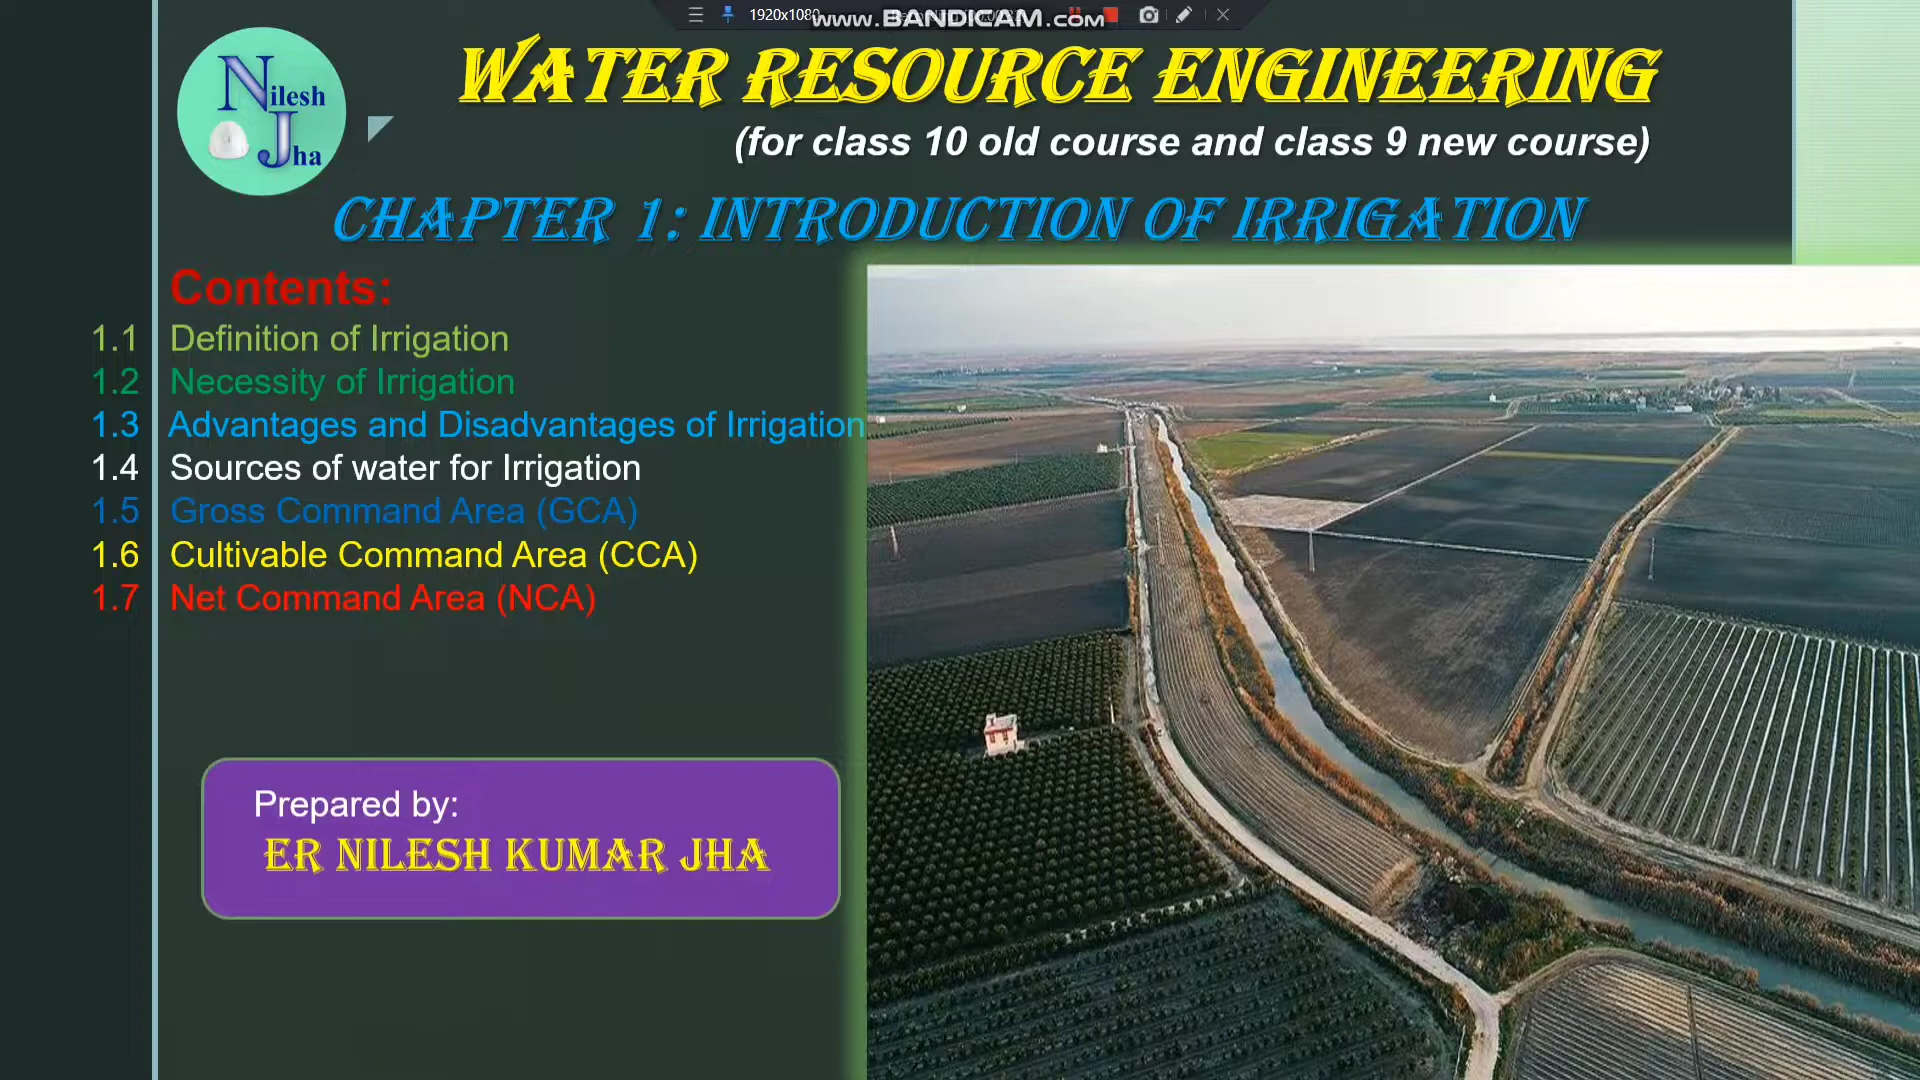 1920x1080
www.BANDICAM.com
Nilesh
Jha
WATER RESOURCE ENGINEERING
(for class 10 old course and class 9 new course)
CHAPTER 1: INTRODUCTION OF IRRIGATION
Contents:
1.1 Definition of Irrigation
1.2 Necessity of Irrigation
1.3 Advantages and Disadvantages of Irrigation
1.4 Sources of water for Irrigation
1.5 Gross Command Area (GCA)
1.6 Cultivable Command Area (CCA)
1.7 Net Command Area (NCA)
Prepared by:
ER NILESH KUMAR JHA